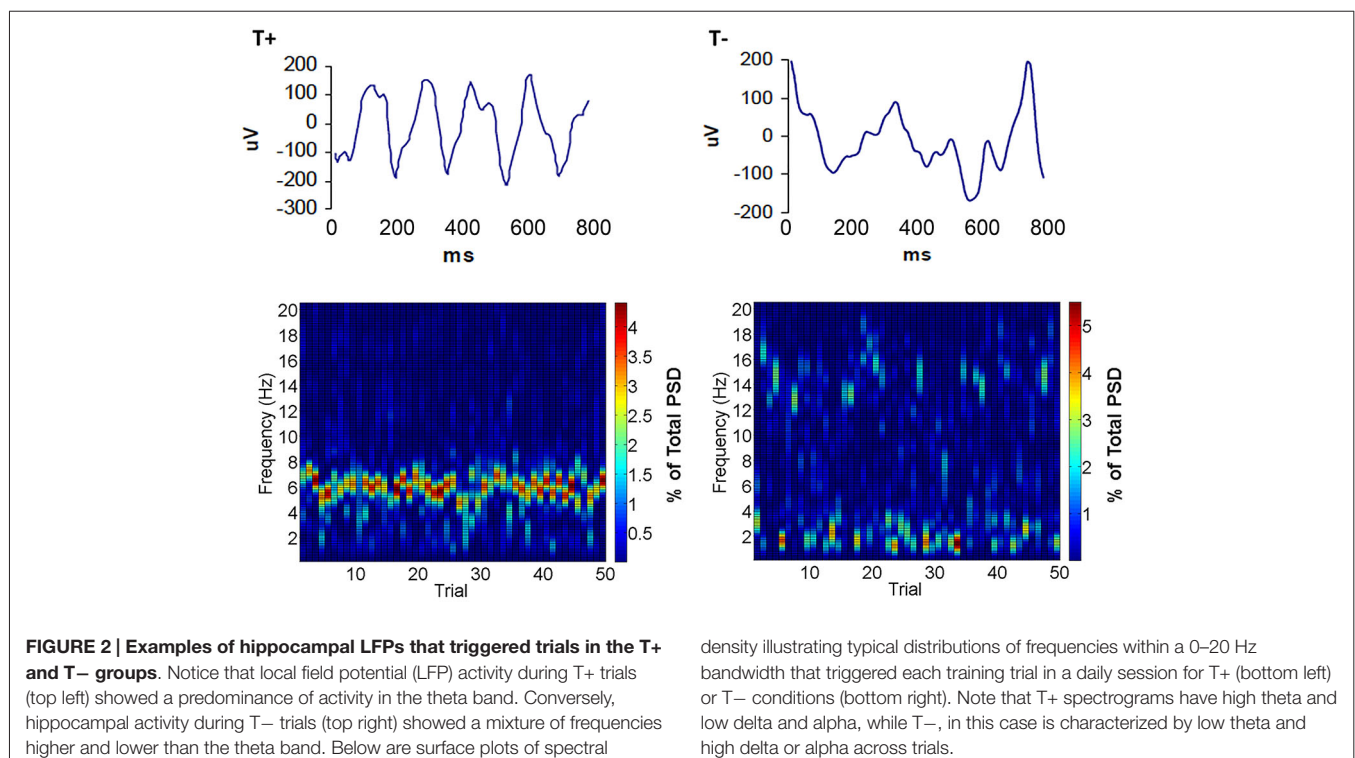 T+
200
100
0
-100
-200
-300
uV
0 200 400 600 800
ms
T-
200
100
0
-100
-200
uV
0 200 400 600 800
ms
20
18
16
14
12
10
8
6
4
2
Frequency (Hz)
10 20 30 40 50
Trial
4
3.5
3
2.5
2
1.5
1
0.5
% of Total PSD
20
18
16
14
12
10
8
6
4
2
Frequency (Hz)
10 20 30 40 50
Trial
5
4
3
2
1
% of Total PSD
FIGURE 2 | Examples of hippocampal LFPs that triggered trials in the T+
and T− groups. Notice that local field potential (LFP) activity during T+ trials
(top left) showed a predominance of activity in the theta band. Conversely,
hippocampal activity during T− trials (top right) showed a mixture of frequencies
higher and lower than the theta band. Below are surface plots of spectral
density illustrating typical distributions of frequencies within a 0–20 Hz
bandwidth that triggered each training trial in a daily session for T+ (bottom left)
or T− conditions (bottom right). Note that T+ spectrograms have high theta and
low delta and alpha, while T−, in this case is characterized by low theta and
high delta or alpha across trials.